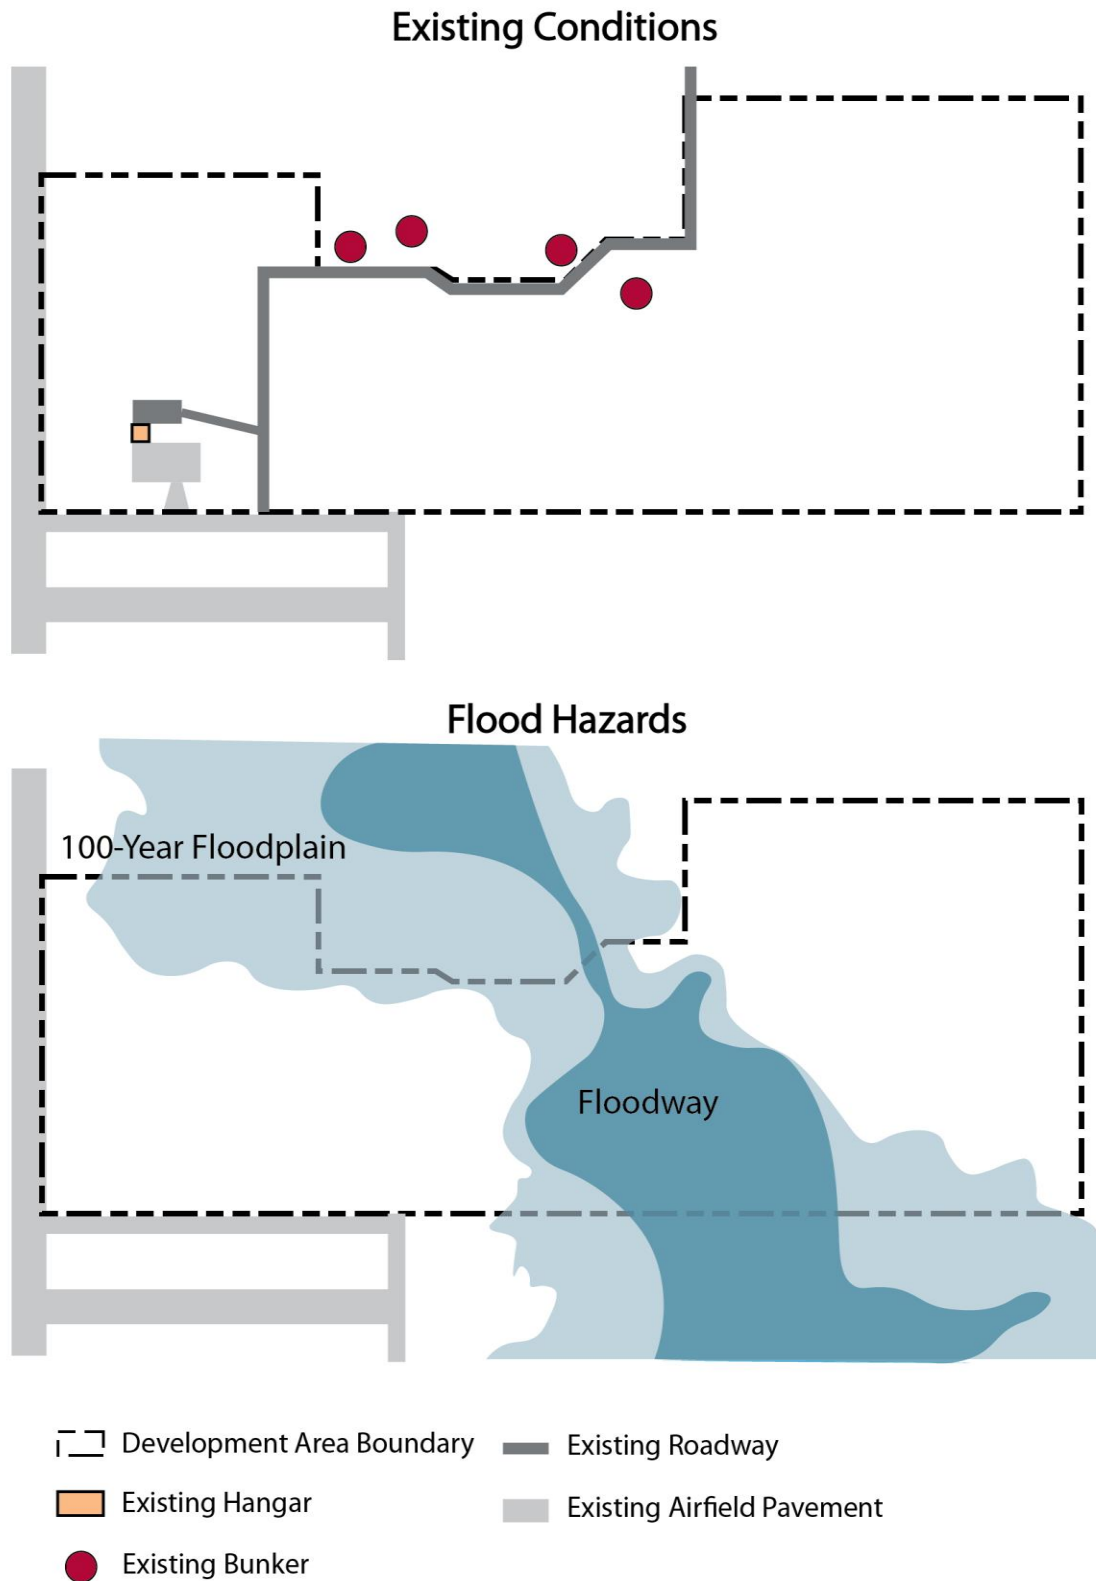 Existing Conditions
Flood Hazards
100-Year Floodplain
Floodway
Development Area Boundary
Existing Roadway
Existing Hangar
Existing Airfield Pavement
Existing Bunker